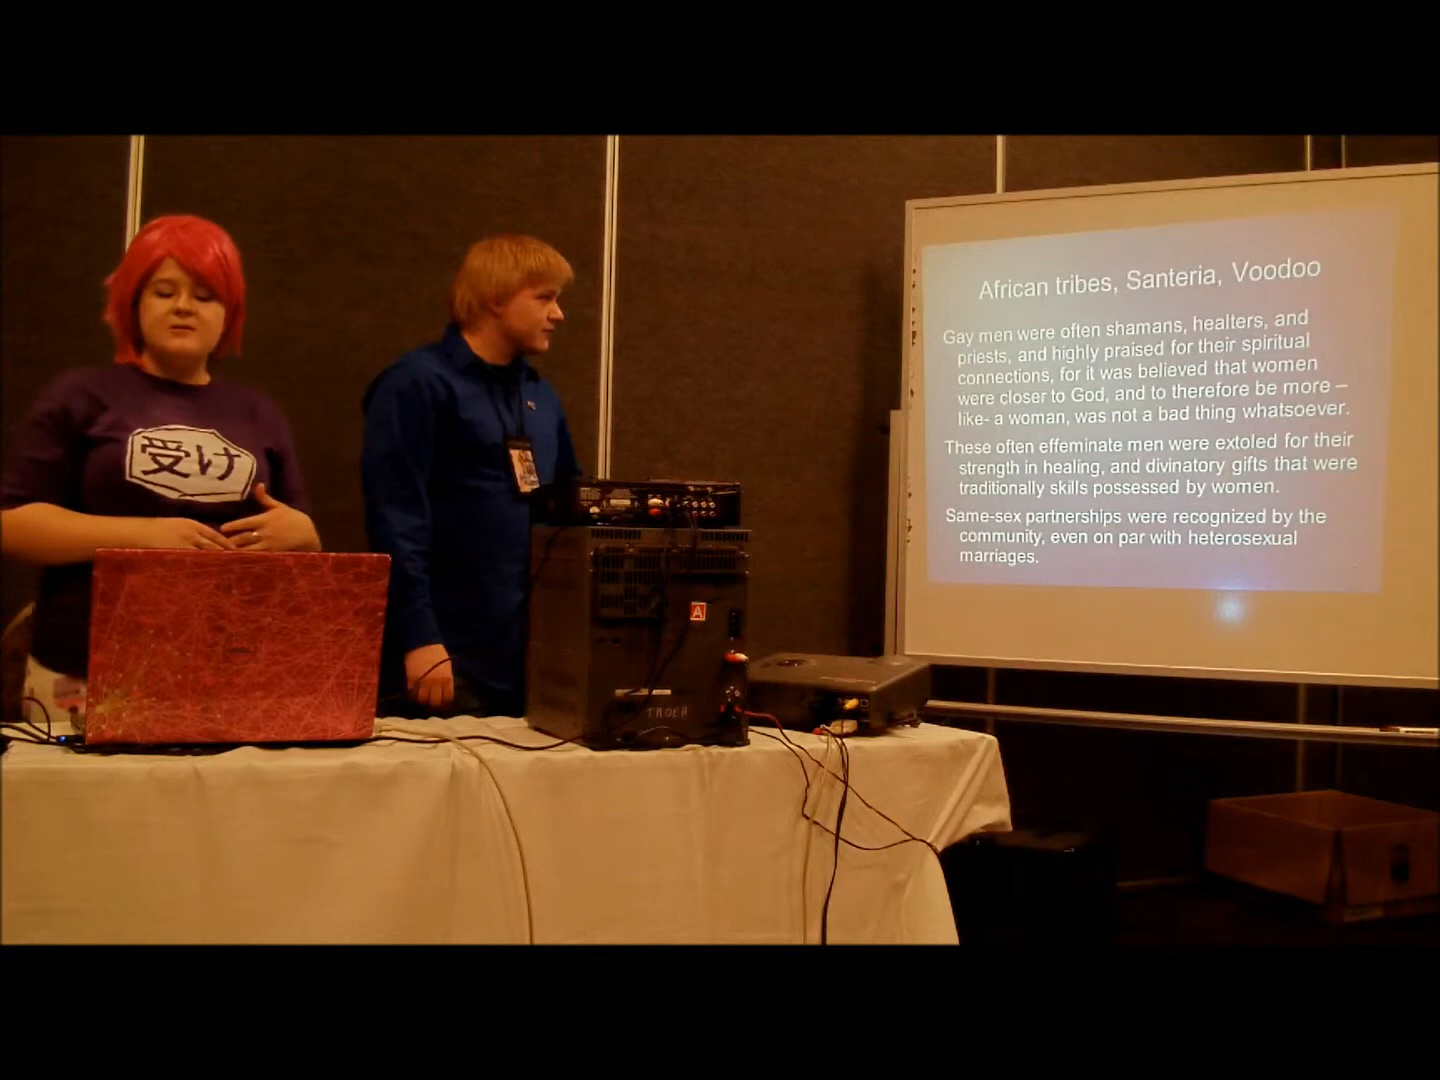 受け
A
African tribes, Santeria, Voodoo
Gay men were often shamans, healters, and
priests, and highly praised for their spiritual
connections, for it was believed that women
were closer to God, and to therefore be more –
like- a woman, was not a bad thing whatsoever.
These often effeminate men were extoled for their
strength in healing, and divinatory gifts that were
traditionally skills possessed by women.
Same-sex partnerships were recognized by the
community, even on par with heterosexual
marriages.